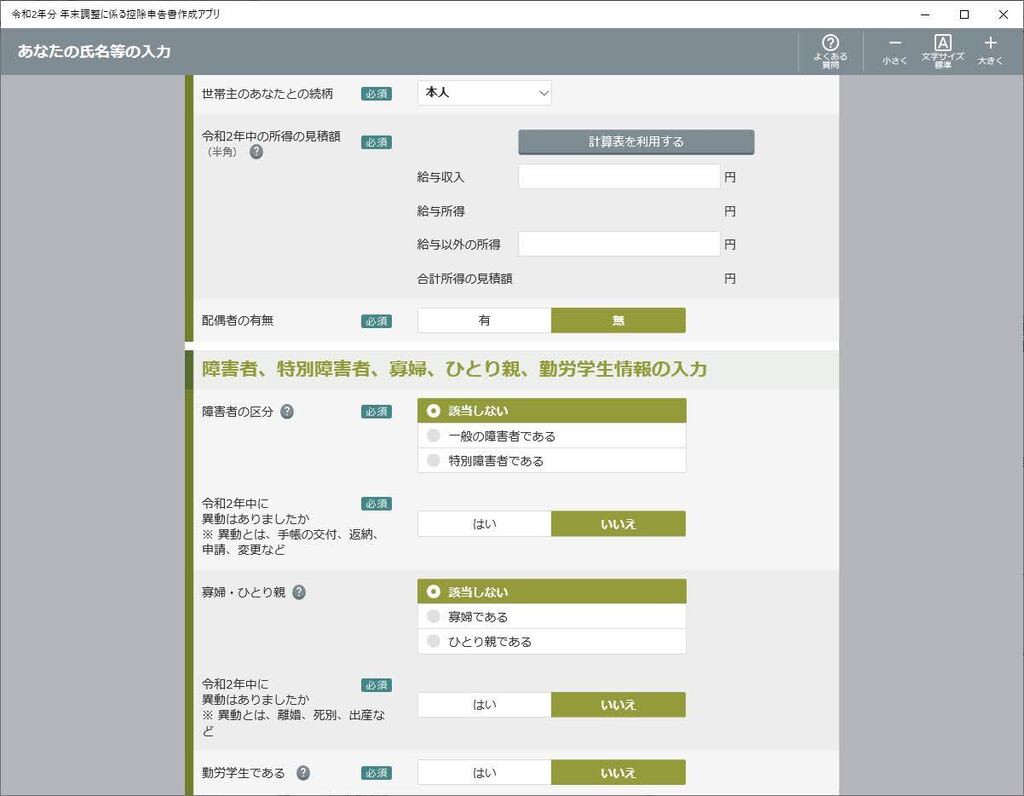 令和2年分 年末調整に係る控除申告書作成アプリ
あなたの氏名等の入力
よくある
質問
小さく
A
文字サイズ
標準
大きく
世帯主のあなたとの続柄 必須 本人
令和2年中の所得の見積額 必須
（半角） ?
計算表を利用する
給与収入 円
給与所得 円
給与以外の所得 円
合計所得の見積額 円
配偶者の有無 必須 有 無
障害者、特別障害者、寡婦、ひとり親、勤労学生情報の入力
障害者の区分 ? 必須 該当しない
一般の障害者である
特別障害者である
令和2年中に 必須
異動はありましたか
はい いいえ
※ 異動とは、手帳の交付、返納、
申請、変更など
寡婦・ひとり親 ? 該当しない
寡婦である
ひとり親である
令和2年中に 必須
異動はありましたか
はい いいえ
※ 異動とは、離婚、死別、出産な
ど
勤労学生である ? 必須 はい いいえ